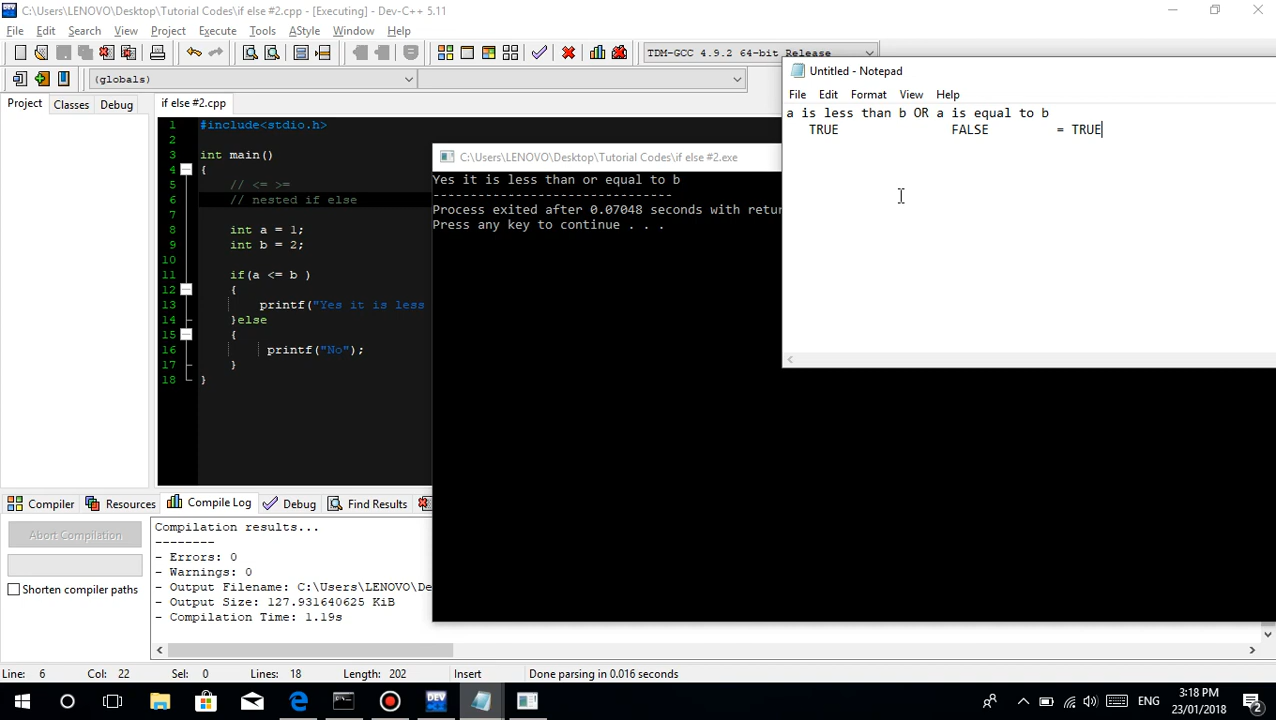 C:\Users\LENOVO\Desktop\Tutorial Codes\if else #2.cpp - [Executing] - Dev-C++ 5.11
File Edit Search View Project Execute Tools AStyle Window Help
TDM-GCC 4.9.2 64-bit Release
(globals)
Project Classes Debug
if else #2.cpp
1 #include<stdio.h>
2
3 int main()
4 {
5 // <= >=
6 // nested if else
7
8 int a = 1;
9 int b = 2;
10
11 if(a <= b )
12 {
13 printf("Yes it is less
14 }else
15 {
16 printf("No");
17 }
18 }
C:\Users\LENOVO\Desktop\Tutorial Codes\if else #2.exe
Yes it is less than or equal to b
--------------------------------
Process exited after 0.07048 seconds with retur
Press any key to continue . . .
Untitled - Notepad
File Edit Format View Help
a is less than b OR a is equal to b
TRUE FALSE = TRUE
Compiler Resources Compile Log Debug Find Results
Abort Compilation
Shorten compiler paths
Compilation results...
--------
- Errors: 0
- Warnings: 0
- Output Filename: C:\Users\LENOVO\De
- Output Size: 127.931640625 KiB
- Compilation Time: 1.19s
Line: 6 Col: 22 Sel: 0 Lines: 18 Length: 202 Insert Done parsing in 0.016 seconds
DEV
ENG
3:18 PM
23/01/2018
2